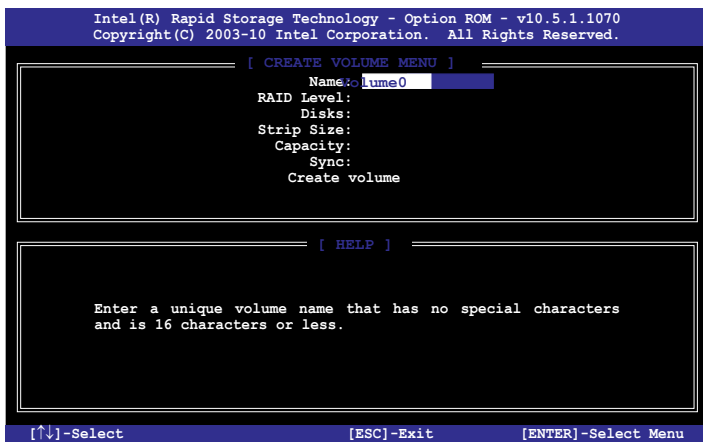 Intel(R) Rapid Storage Technology - Option ROM - v10.5.1.1070
Copyright(C) 2003-10 Intel Corporation. All Rights Reserved.
[ CREATE VOLUME MENU ]
Name: Volume0
RAID Level:
Disks:
Strip Size:
Capacity:
Sync:
Create volume
[ HELP ]
Enter a unique volume name that has no special characters
and is 16 characters or less.
[↑↓]-Select [ESC]-Exit [ENTER]-Select Menu